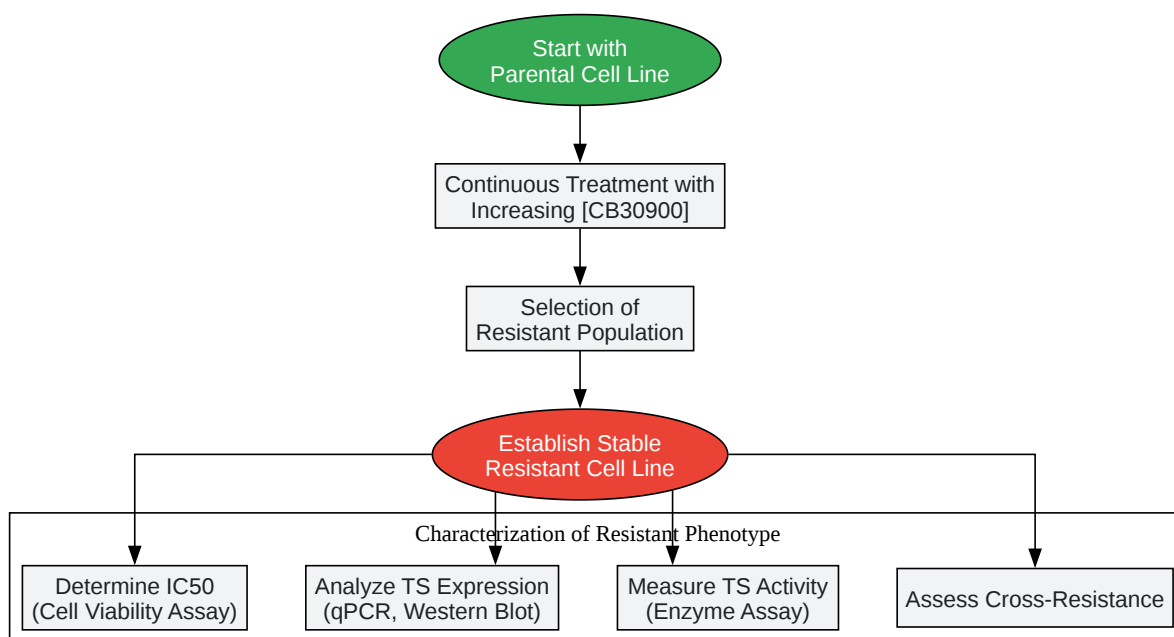 Start with
Parental Cell Line
Continuous Treatment with
Increasing [CB30900]
Selection of
Resistant Population
Establish Stable
Resistant Cell Line
Characterization of Resistant Phenotype
Determine IC50
(Cell Viability Assay)
Analyze TS Expression
(qPCR, Western Blot)
Measure TS Activity
(Enzyme Assay)
Assess Cross-Resistance